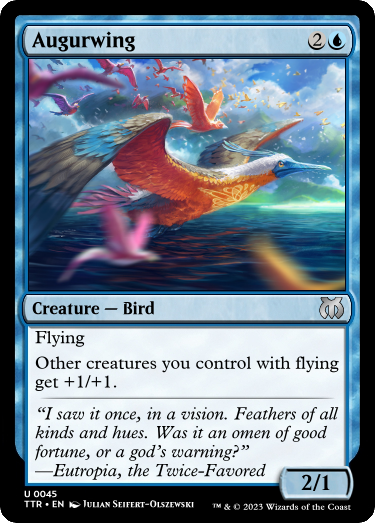 Augurwing 2
Creature — Bird
Flying
Other creatures you control with flying
get +1/+1.
“I saw it once, in a vision. Feathers of all
kinds and hues. Was it an omen of good
fortune, or a god’s warning?”
—Eutropia, the Twice-Favored
2/1
U 0045
TTR • EN Julian Seifert-Olszewski
™ & © 2023 Wizards of the Coast